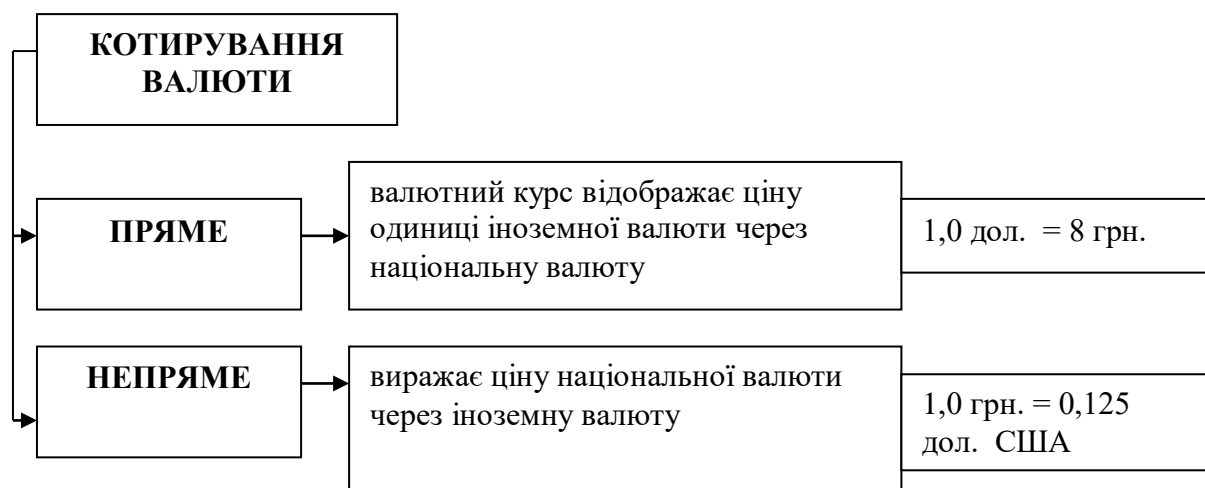 КОТИРУВАННЯ
ВАЛЮТИ
ПРЯМЕ
валютний курс відображає ціну
одиниці іноземної валюти через
національну валюту
1,0 дол.  = 8 грн.
НЕПРЯМЕ
виражає ціну національної валюти
через іноземну валюту
1,0 грн. = 0,125
дол.  США